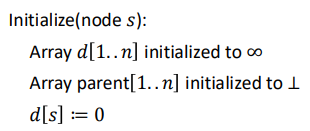 Initialize(node s):
Array d[1..n] initialized to ∞
Array parent[1..n] initialized to ⊥
d[s] ≔ 0